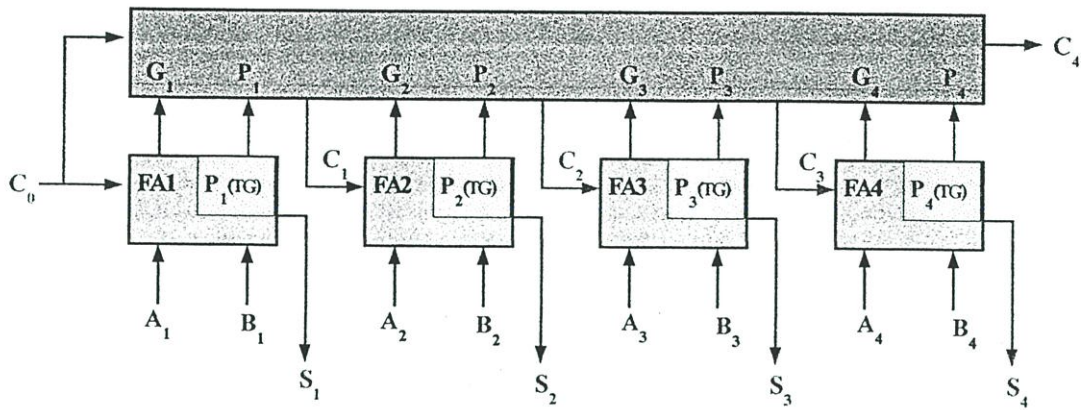 C₄
G₁ P₁ G₂ P₂ G₃ P₃ G₄ P₄
C₀ FA1 P₁(TG) C₁ FA2 P₂(TG) C₂ FA3 P₃(TG) C₃ FA4 P₄(TG)
A₁ B₁ A₂ B₂ A₃ B₃ A₄ B₄
S₁ S₂ S₃ S₄